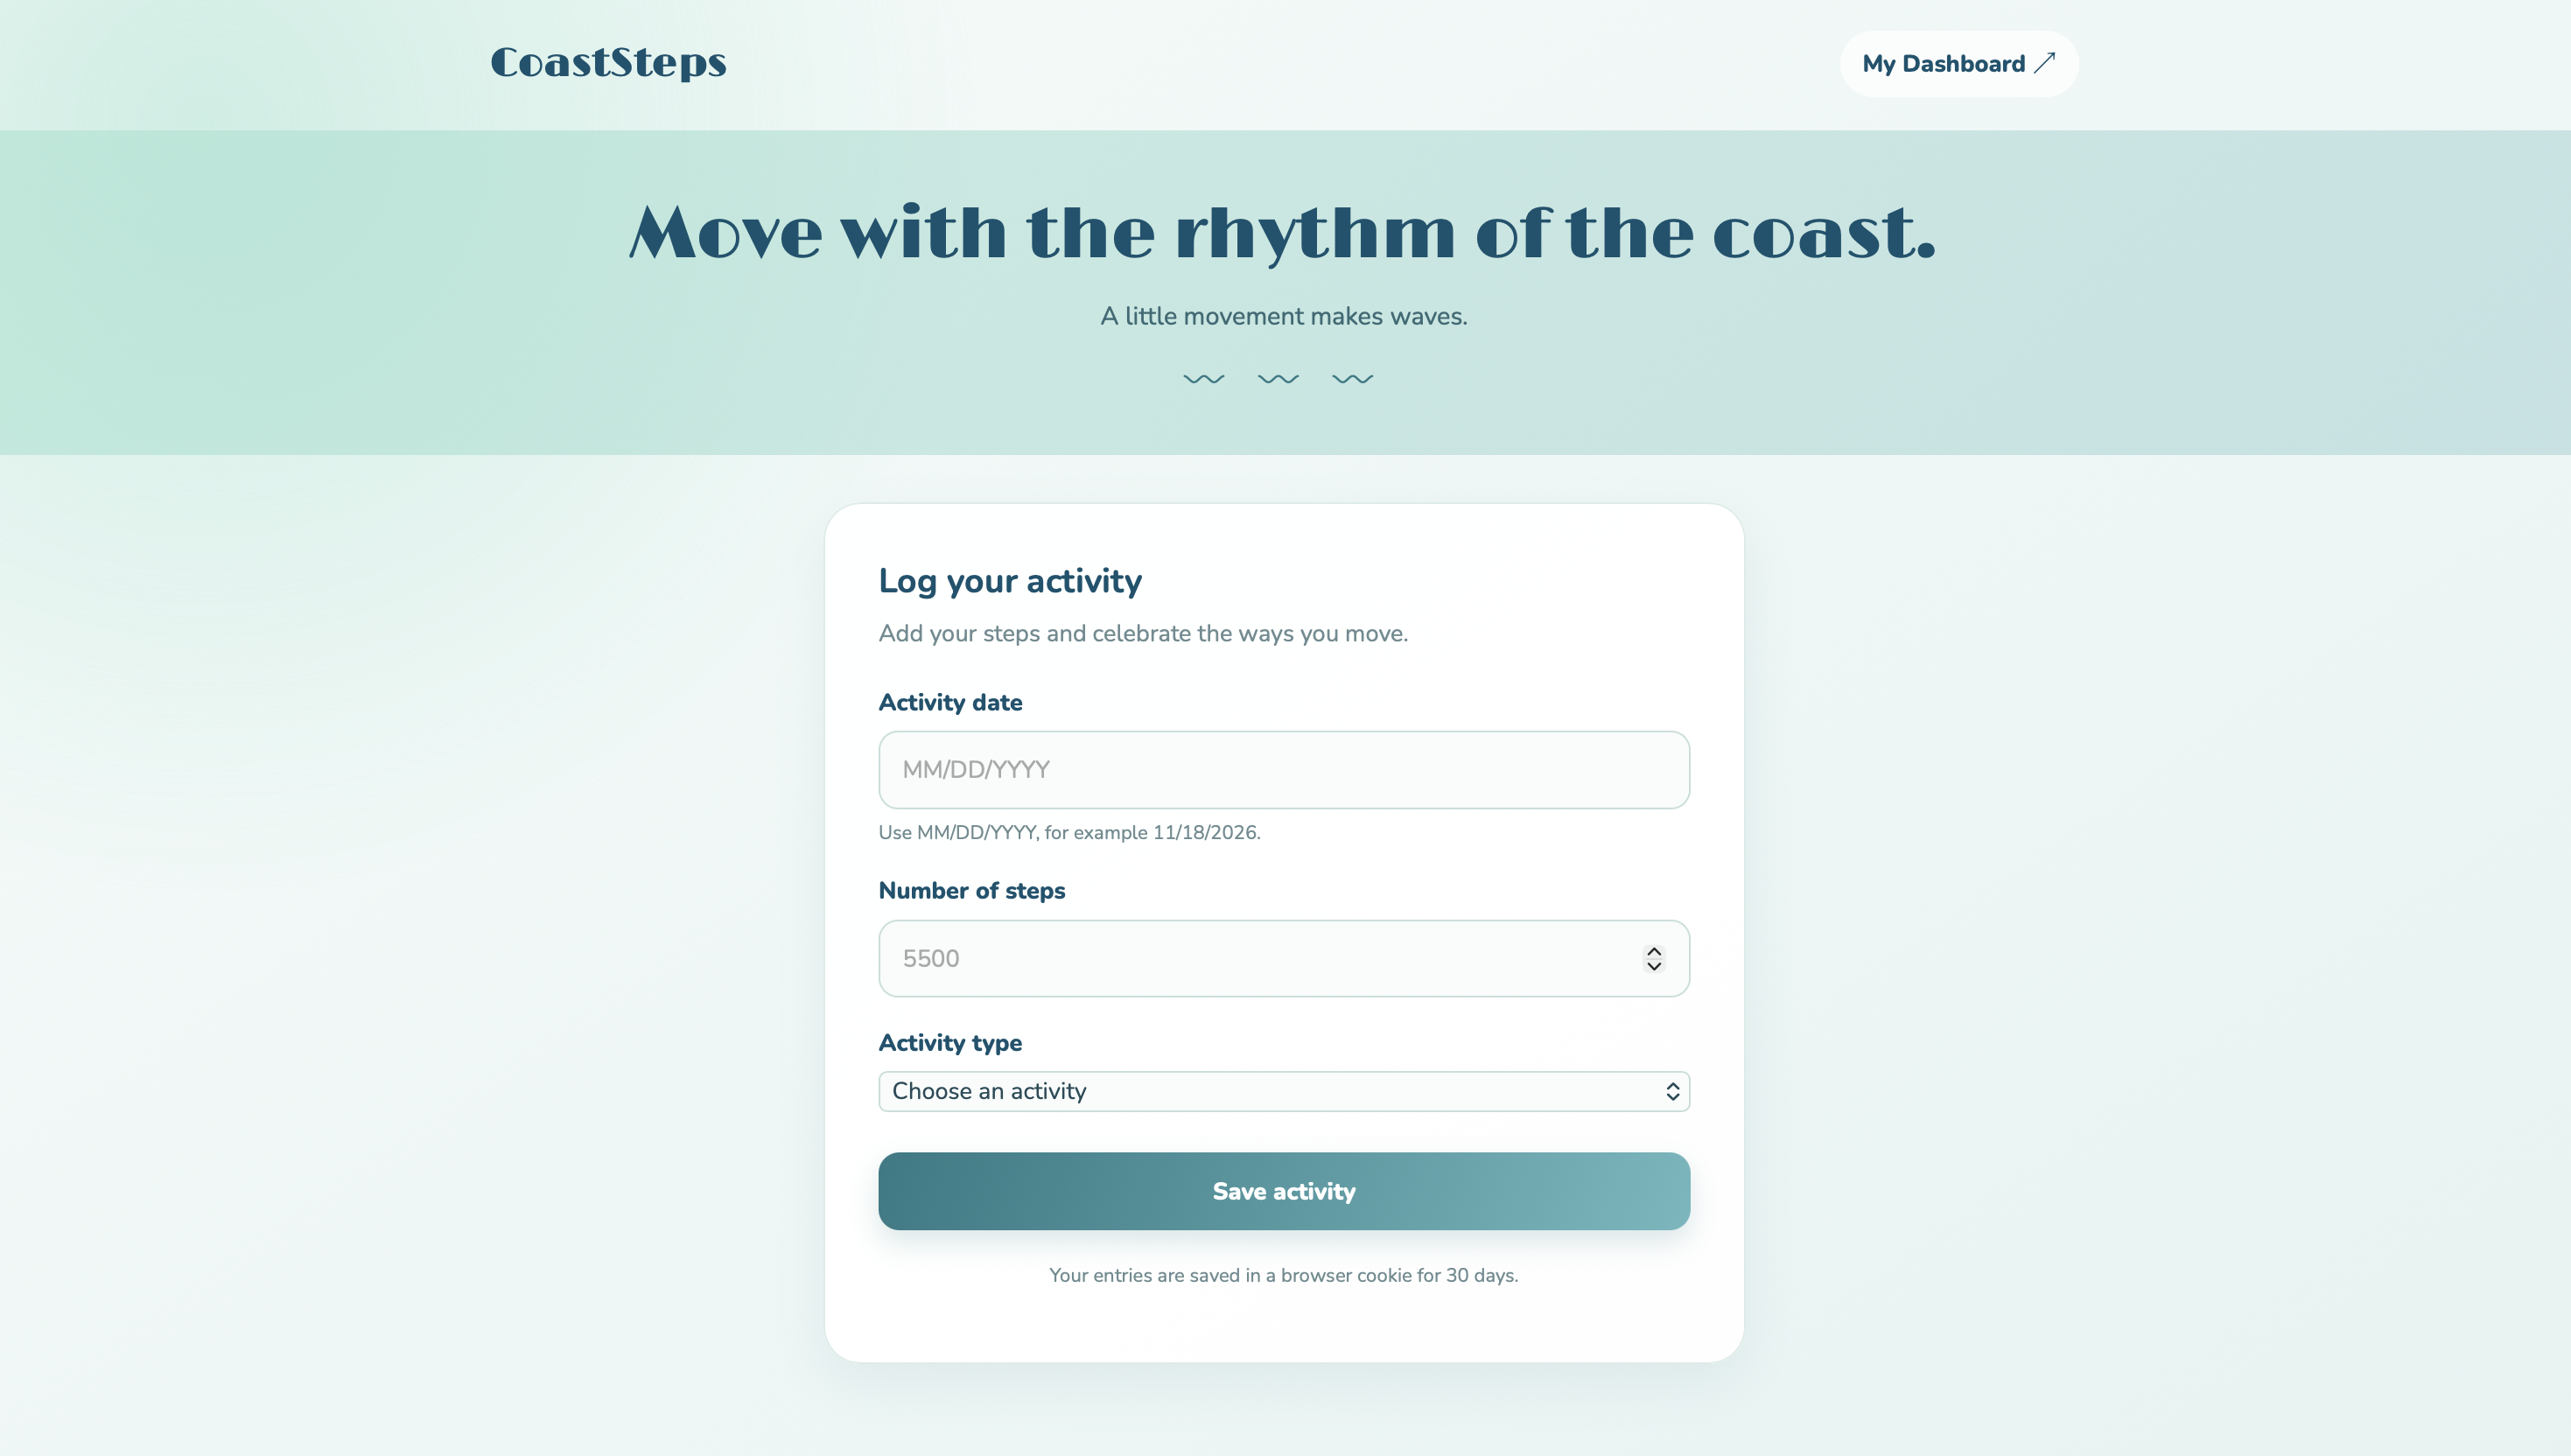 CoastSteps
My Dashboard ↗
Move with the rhythm of the coast.
A little movement makes waves.
Log your activity
Add your steps and celebrate the ways you move.
Activity date
MM/DD/YYYY
Use MM/DD/YYYY, for example 11/18/2026.
Number of steps
5500
Activity type
Choose an activity
Save activity
Your entries are saved in a browser cookie for 30 days.